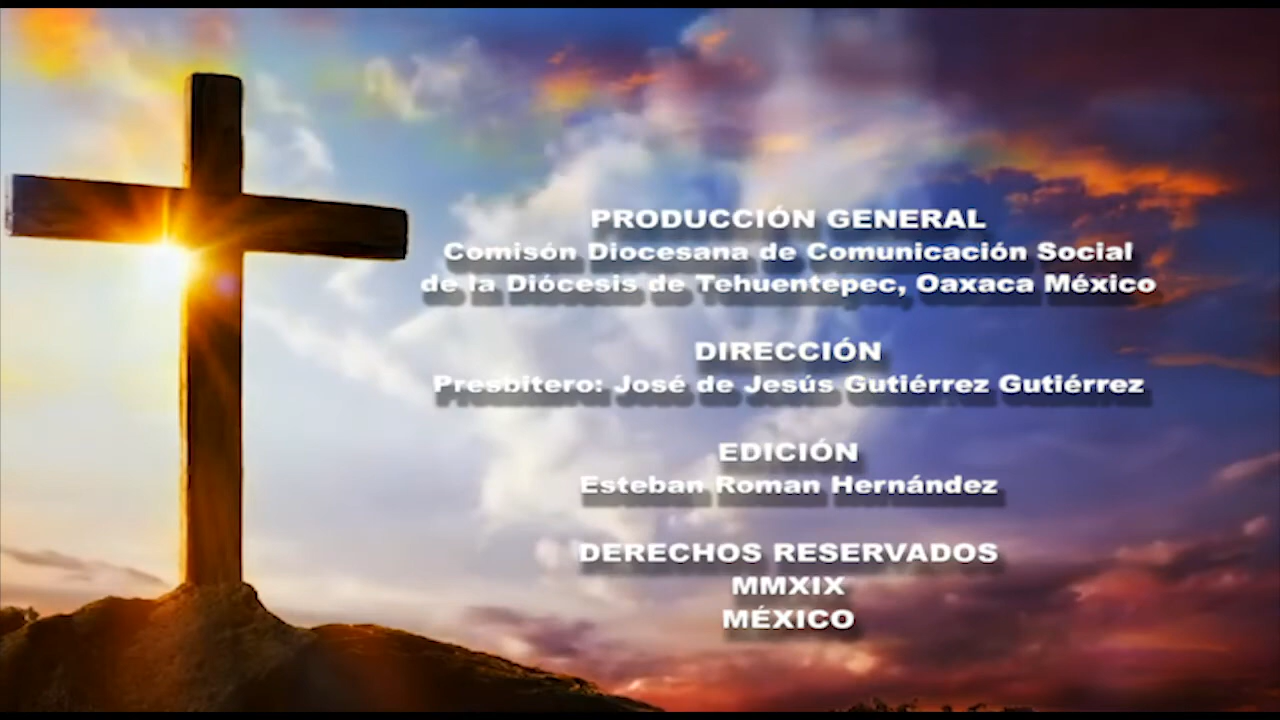 PRODUCCIÓN GENERAL
Comisón Diocesana de Comunicación Social
de la Diócesis de Tehuentepec, Oaxaca México
DIRECCIÓN
Presbitero: José de Jesús Gutiérrez Gutiérrez
EDICIÓN
Esteban Roman Hernández
DERECHOS RESERVADOS
MMXIX
MÉXICO